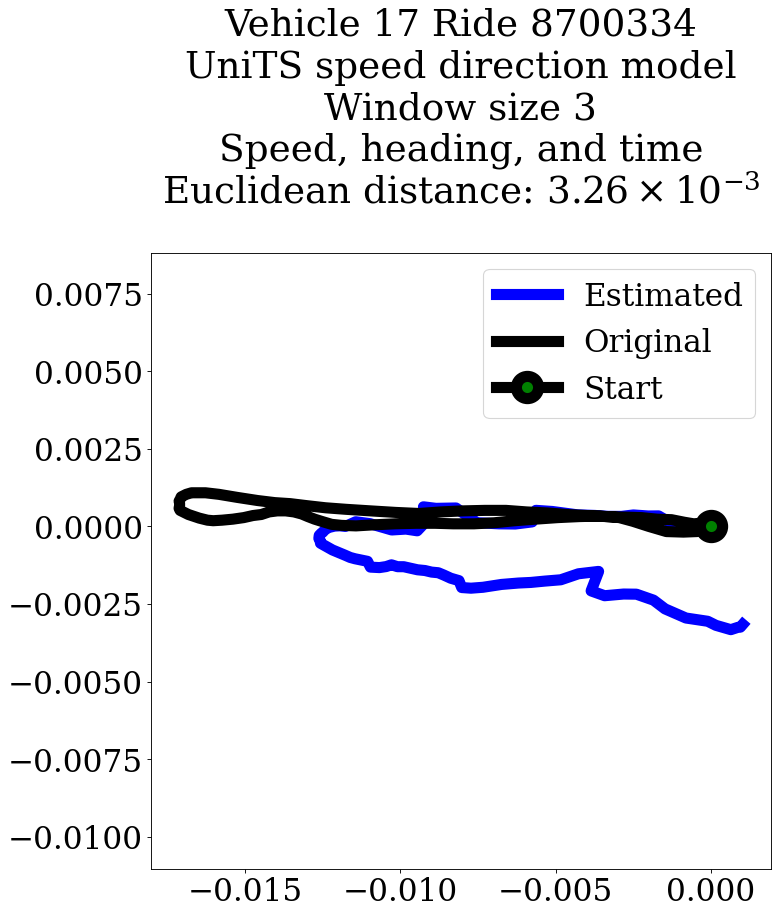 Vehicle 17 Ride 8700334
UniTS speed direction model
Window size 3
Speed, heading, and time
Euclidean distance: 3.26 × 10⁻³
Estimated
Original
Start
0.0075
0.0050
0.0025
0.0000
−0.0025
−0.0050
−0.0075
−0.0100
−0.015 −0.010 −0.005 0.000